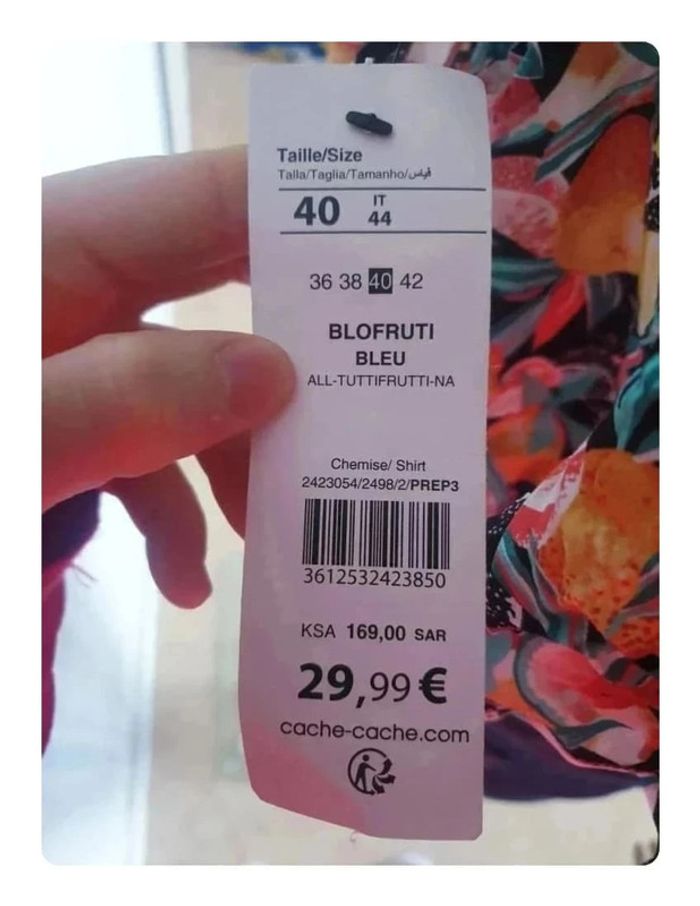 Taille/Size
Talla/Taglia/Tamanho/قياس
40 IT 44
36 38 40 42
BLOFRUTI
BLEU
ALL-TUTTIFRUTTI-NA
Chemise/ Shirt
2423054/2498/2/PREP3
3612532423850
KSA 169,00 SAR
29,99 €
cache-cache.com